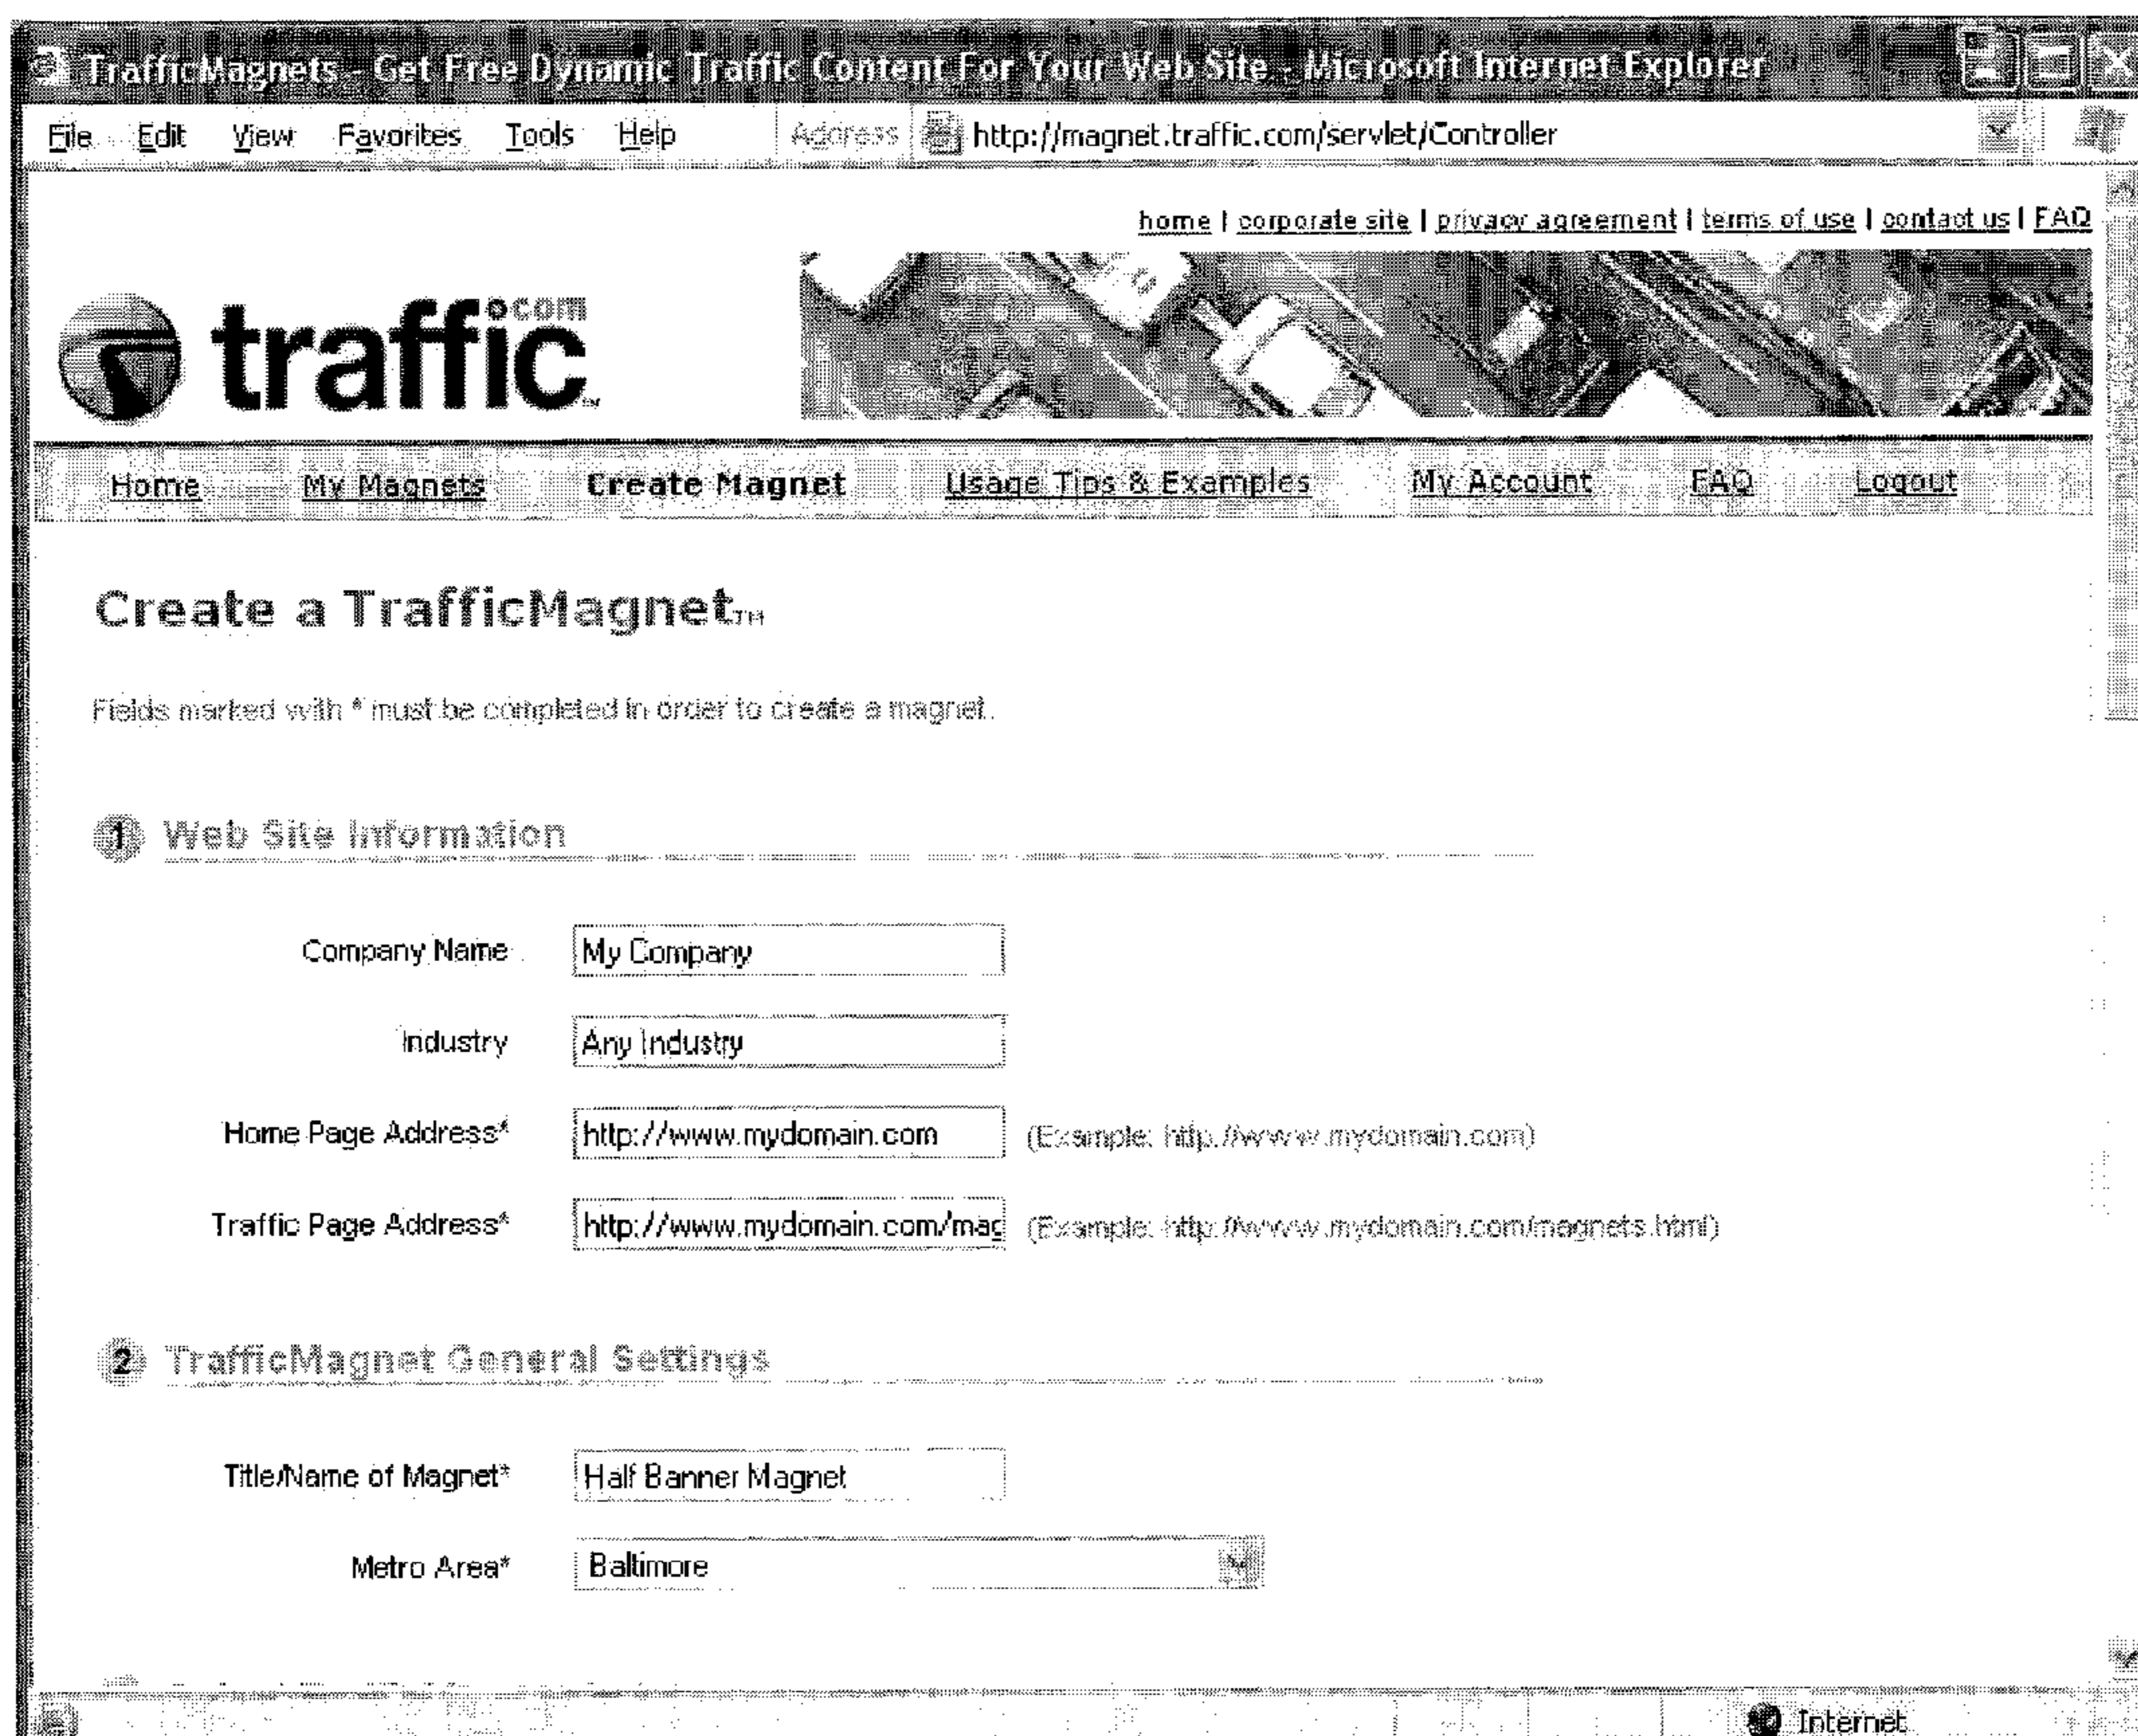 TrafficMagnets - Get Free Dynamic Traffic Content For Your Web Site - Microsoft Internet Explorer
File Edit View Favorites Tools Help Address http://magnet.traffic.com/servlet/Controller
home | corporate site | privacy agreement | terms of use | contact us | FAQ
traffic.com TM
Home My Magnets Create Magnet Usage Tips & Examples My Account FAQ Logout
Create a TrafficMagnet TM
Fields marked with * must be completed in order to create a magnet.
1 Web Site Information
Company Name My Company
Industry Any Industry
Home Page Address* http://www.mydomain.com (Example: http://www.mydomain.com)
Traffic Page Address* http://www.mydomain.com/mag (Example: http://www.mydomain.com/magnets.html)
2 TrafficMagnet General Settings
Title/Name of Magnet* Half Banner Magnet
Metro Area* Baltimore
Internet